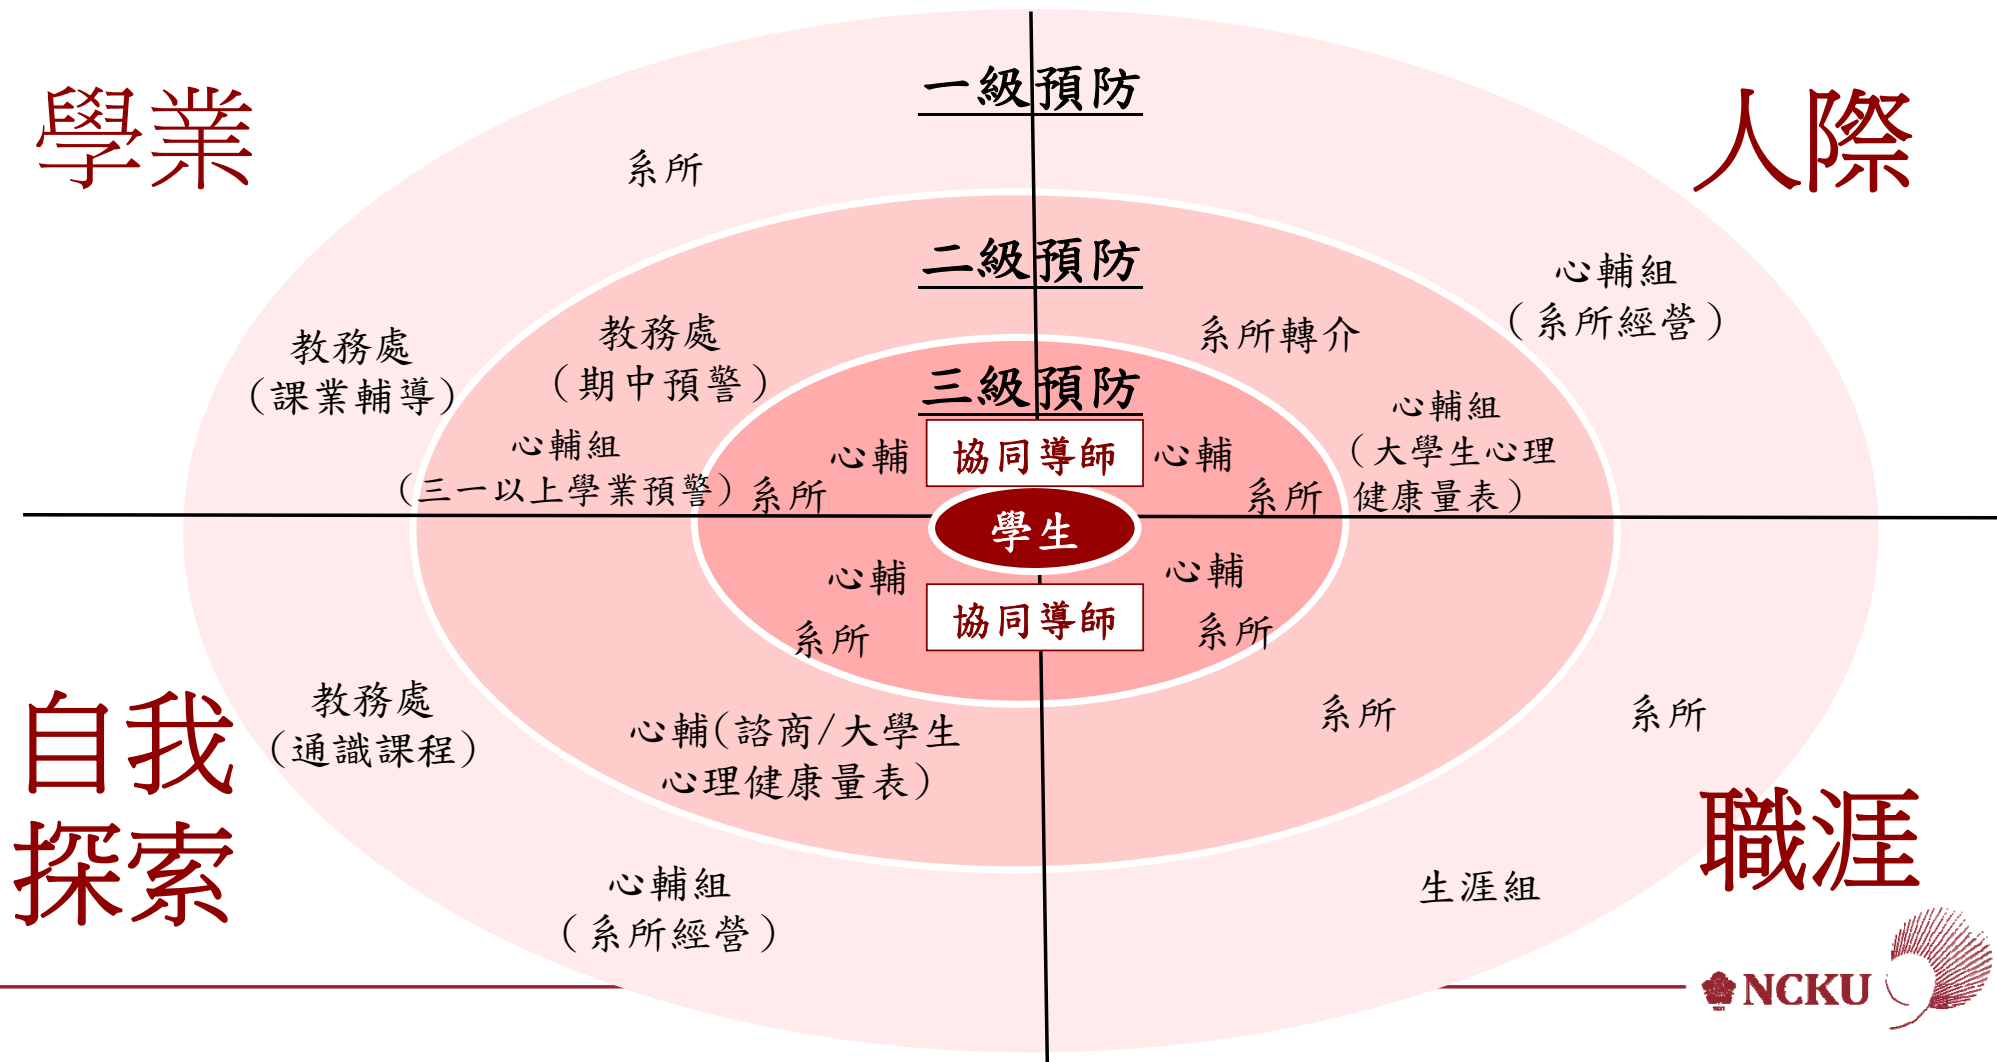 學業
人際
一級預防
系所
二級預防
心輔組
（系所經營）
教務處
（課業輔導）
教務處
（期中預警）
系所轉介
三級預防
心輔組
（三一以上學業預警）
心輔組
（大學生心理
健康量表）
心輔
協同導師
心輔
系所
系所
學生
心輔
心輔
協同導師
系所
系所
自我
探索
教務處
（通識課程）
心輔(諮商/大學生
心理健康量表）
系所
系所
職涯
心輔組
（系所經營）
生涯組
NCKU